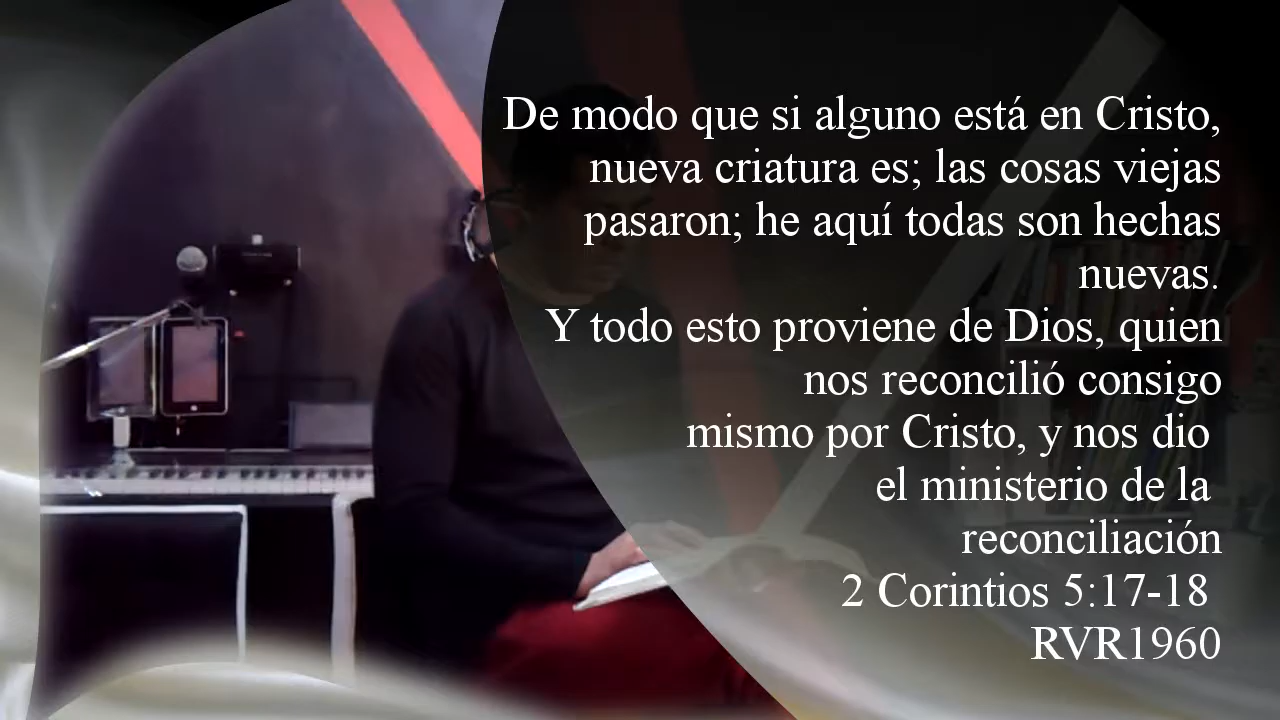 De modo que si alguno está en Cristo,
nueva criatura es; las cosas viejas
pasaron; he aquí todas son hechas
nuevas.
Y todo esto proviene de Dios, quien
nos reconcilió consigo
mismo por Cristo, y nos dio
el ministerio de la
reconciliación
2 Corintios 5:17-18
RVR1960